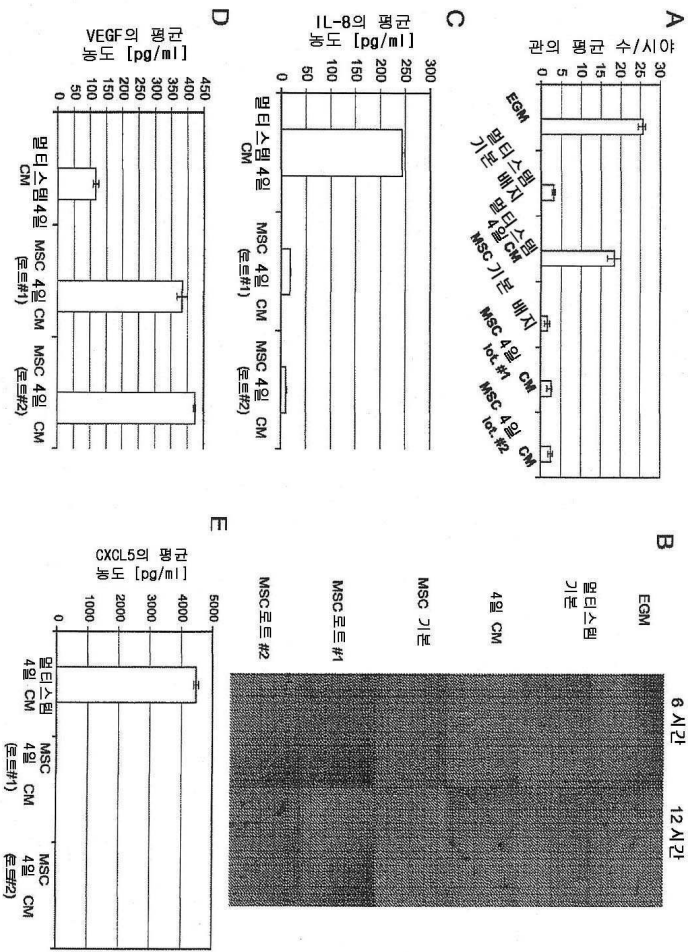 A
관의 평균 수/시야
30
25
20
15
10
5
0
EGM
멀티스템
기본 배지
멀티스템
4일 CM
MSC 기본 배지
MSC 4일 CM
lot. #1
MSC 4일 CM
lot. #2
B
6 시간
12 시간
EGM
멀티스템
기본
4일 CM
MSC 기본
MSC로트 #1
MSC로트 #2
C
IL-8의 평균
농도 [pg/ml]
300
250
200
150
100
50
0
멀티스템 4일
CM
MSC 4일 CM
(로트#1)
MSC 4일 CM
(로트#2)
D
VEGF의 평균
농도 [pg/ml]
450
400
350
300
250
200
150
100
50
0
멀티스템4일
CM
MSC 4일 CM
(로트#1)
MSC 4일 CM
(로트#2)
E
CXCL5의 평균
농도 [pg/ml]
5000
4000
3000
2000
1000
0
멀티스템
4일 CM
MSC
4일 CM
(로트#1)
MSC
4일 CM
(로트#2)